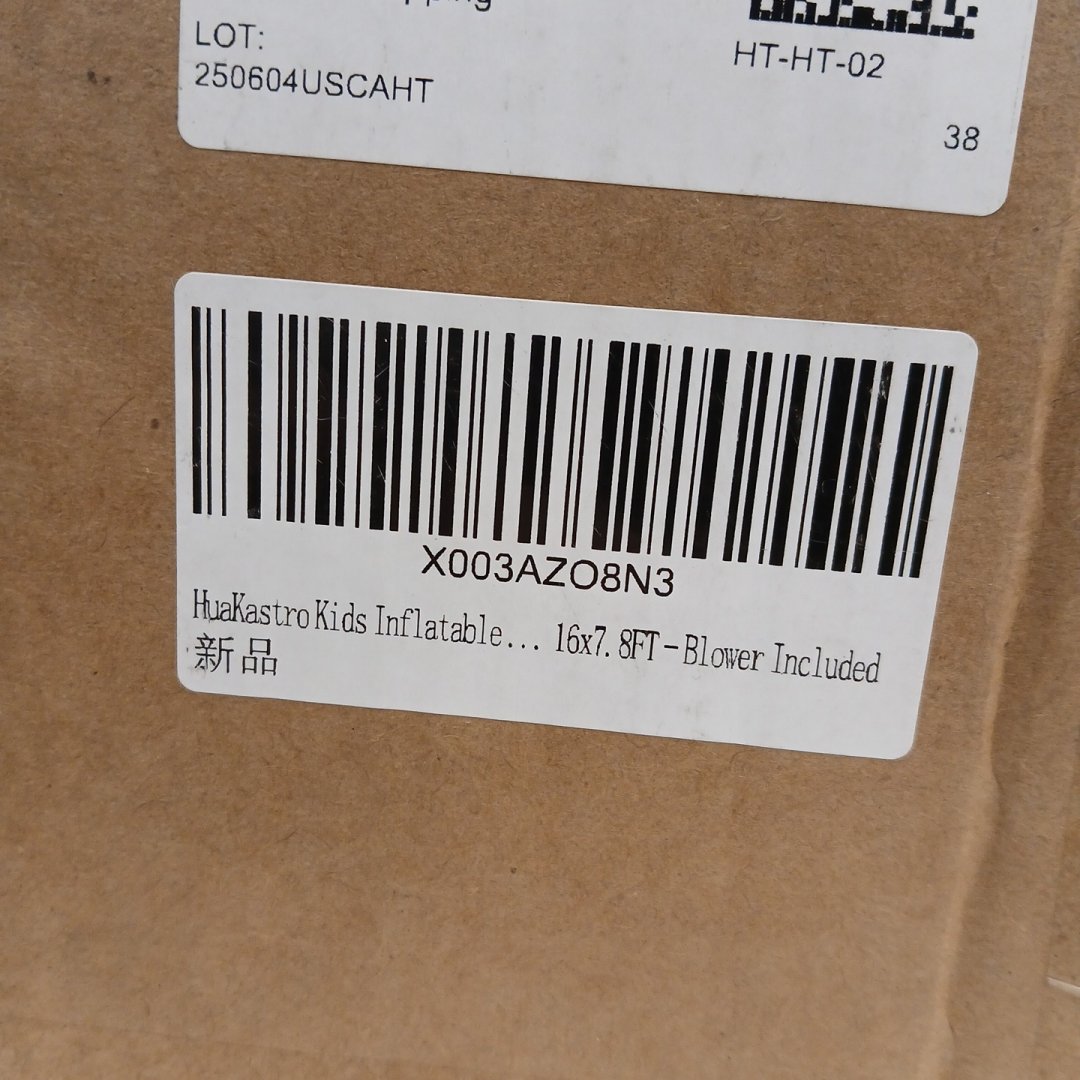 LOT:
250604USCAHT
HT-HT-02
38
X003AZO8N3
HuaKastro Kids Inflatable... 16x7.8FT-Blower Included
新品